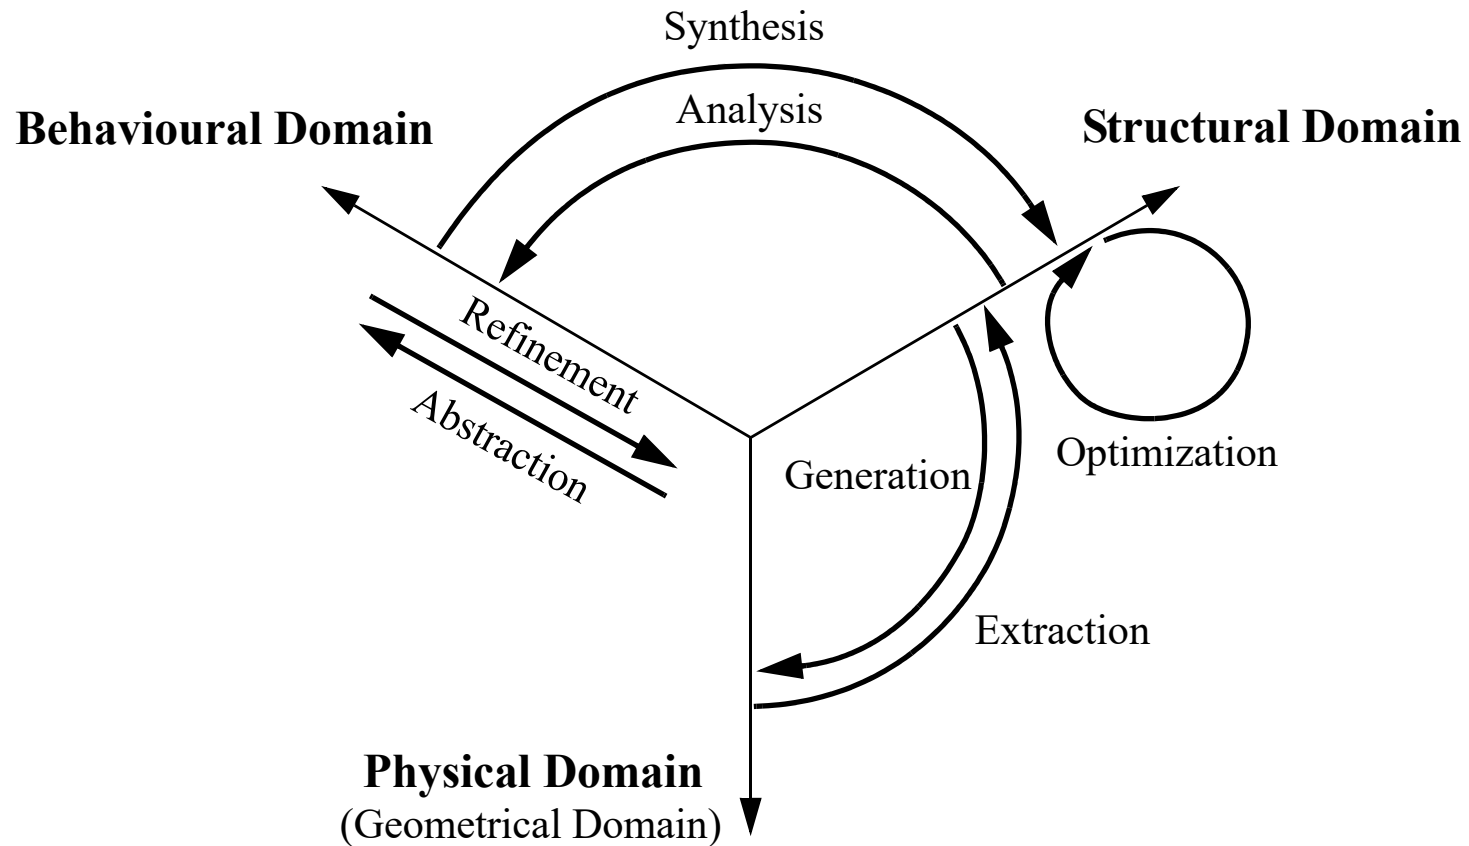 Synthesis
Analysis
Behavioural Domain
Structural Domain
Refinement
Abstraction
Generation
Optimization
Extraction
Physical Domain
(Geometrical Domain)